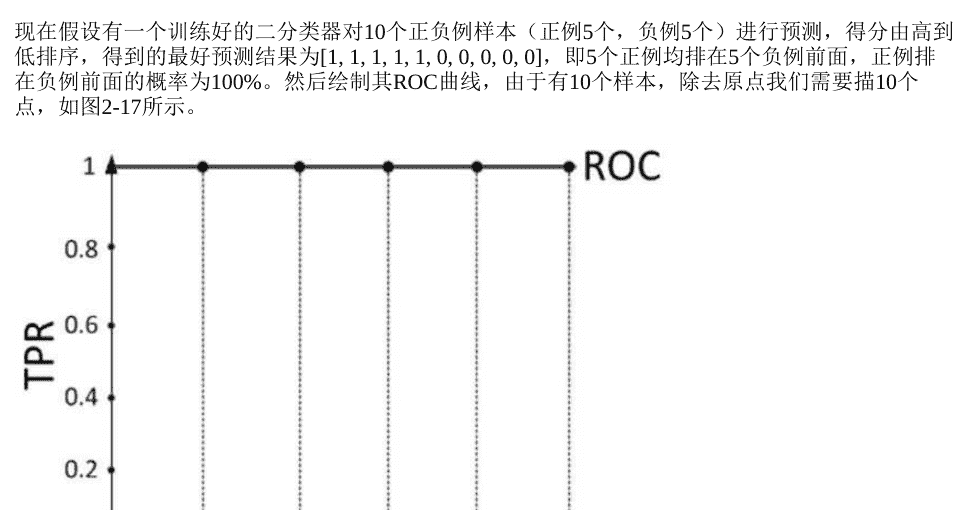 现在假设有一个训练好的二分类器对10个正负例样本（正例5个，负例5个）进行预测，得分由高到
低排序，得到的最好预测结果为[1, 1, 1, 1, 1, 0, 0, 0, 0, 0]，即5个正例均排在5个负例前面，正例排
在负例前面的概率为100%。然后绘制其ROC曲线，由于有10个样本，除去原点我们需要描10个
点，如图2-17所示。
1
ROC
0.8
0.6
TPR
0.4
0.2